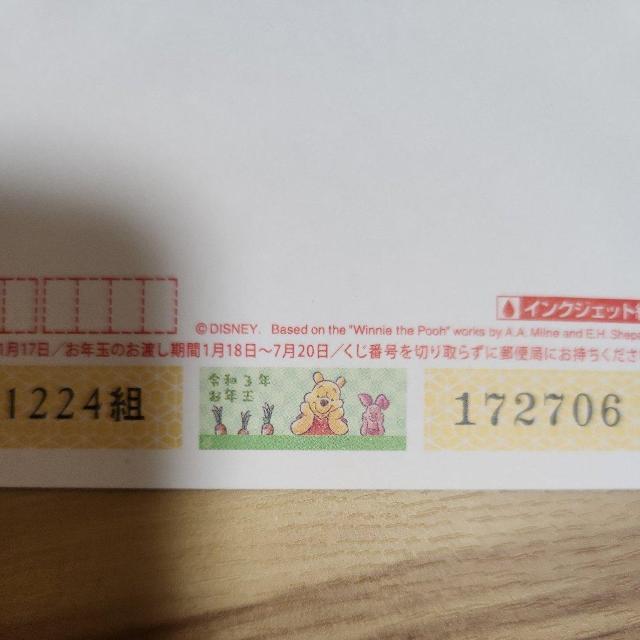 インクジェット
©DISNEY. Based on the "Winnie the Pooh" works by A.A. Milne and E.H. Shepa
1月17日/お年玉のお渡し期間1月18日～7月20日/くじ番号を切り取らずに郵便局にお持ちくださ
1224組
令和3年
お年玉
172706